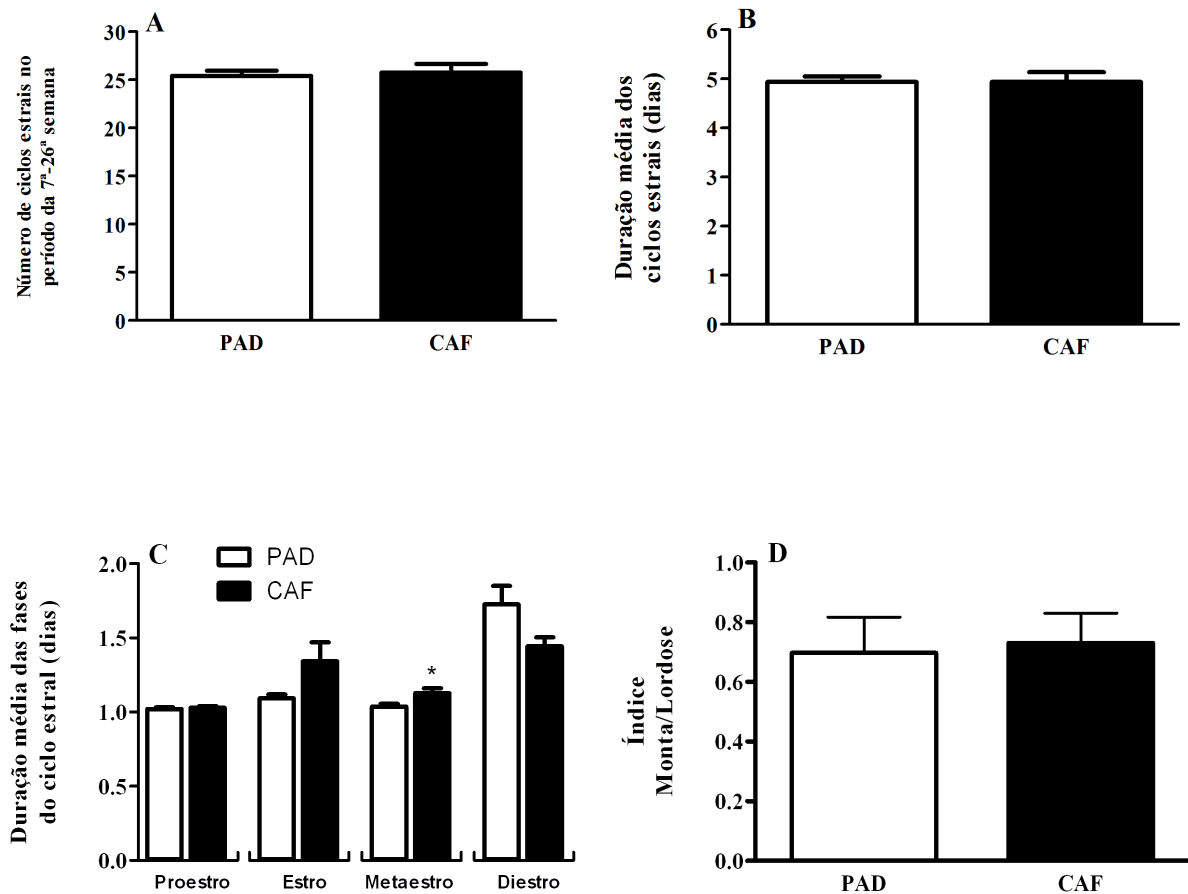 A
Número de ciclos estrais no
período da 7ª-26ª semana
30
25
20
15
10
5
0
PAD
CAF
B
Duração média dos
ciclos estrais (dias)
6
5
4
3
2
1
0
PAD
CAF
C
PAD
CAF
Duração média das fases
do ciclo estral (dias)
2.0
1.5
1.0
0.5
0.0
*
Proestro
Estro
Metaestro
Diestro
D
Índice
Monta/Lordose
1.0
0.8
0.6
0.4
0.2
0.0
PAD
CAF